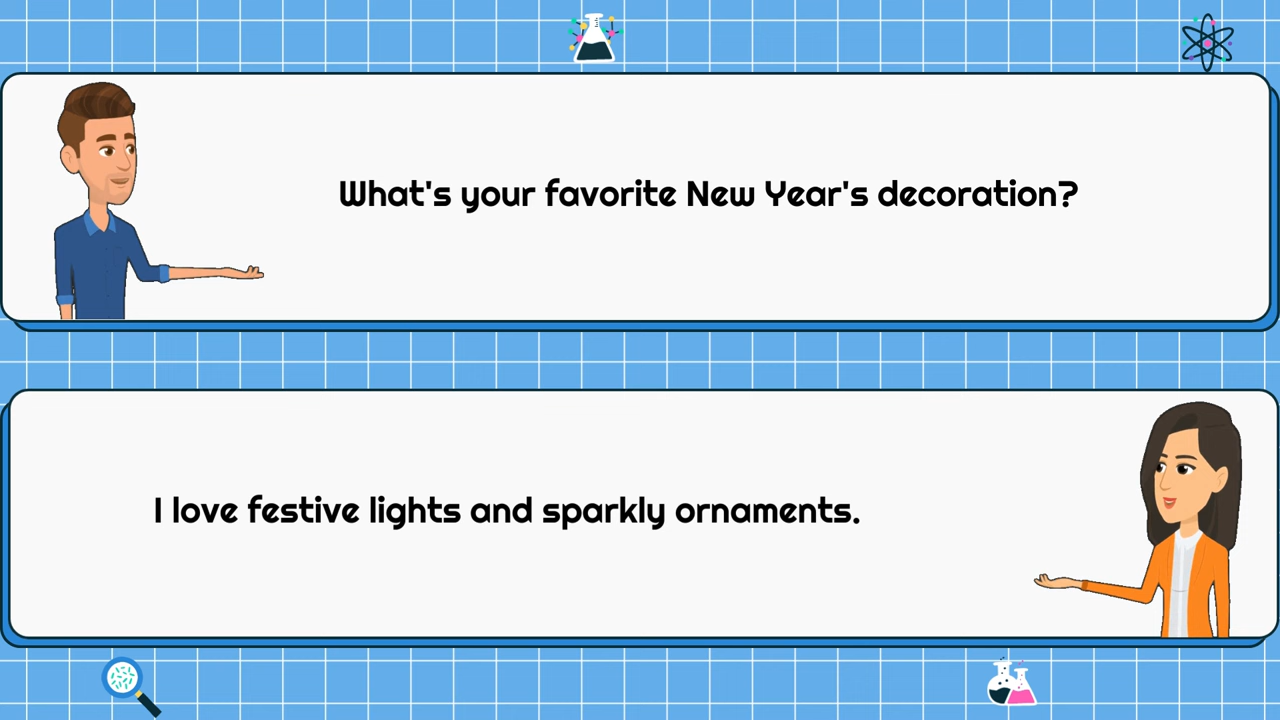 What's your favorite New Year's decoration?
I love festive lights and sparkly ornaments.